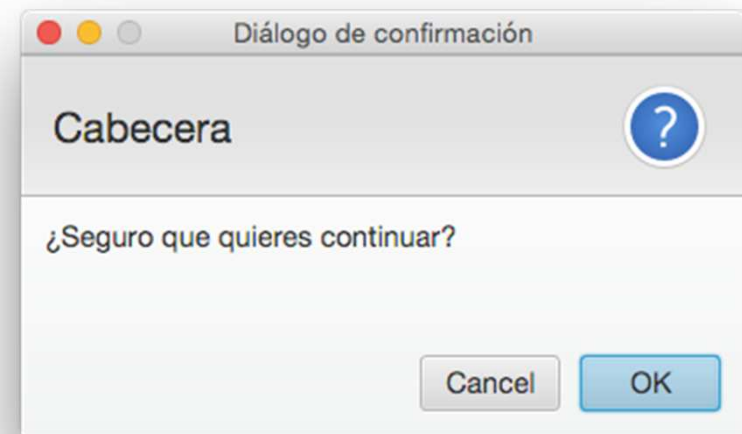 Diálogo de confirmación
Cabecera
?
¿Seguro que quieres continuar?
Cancel
OK